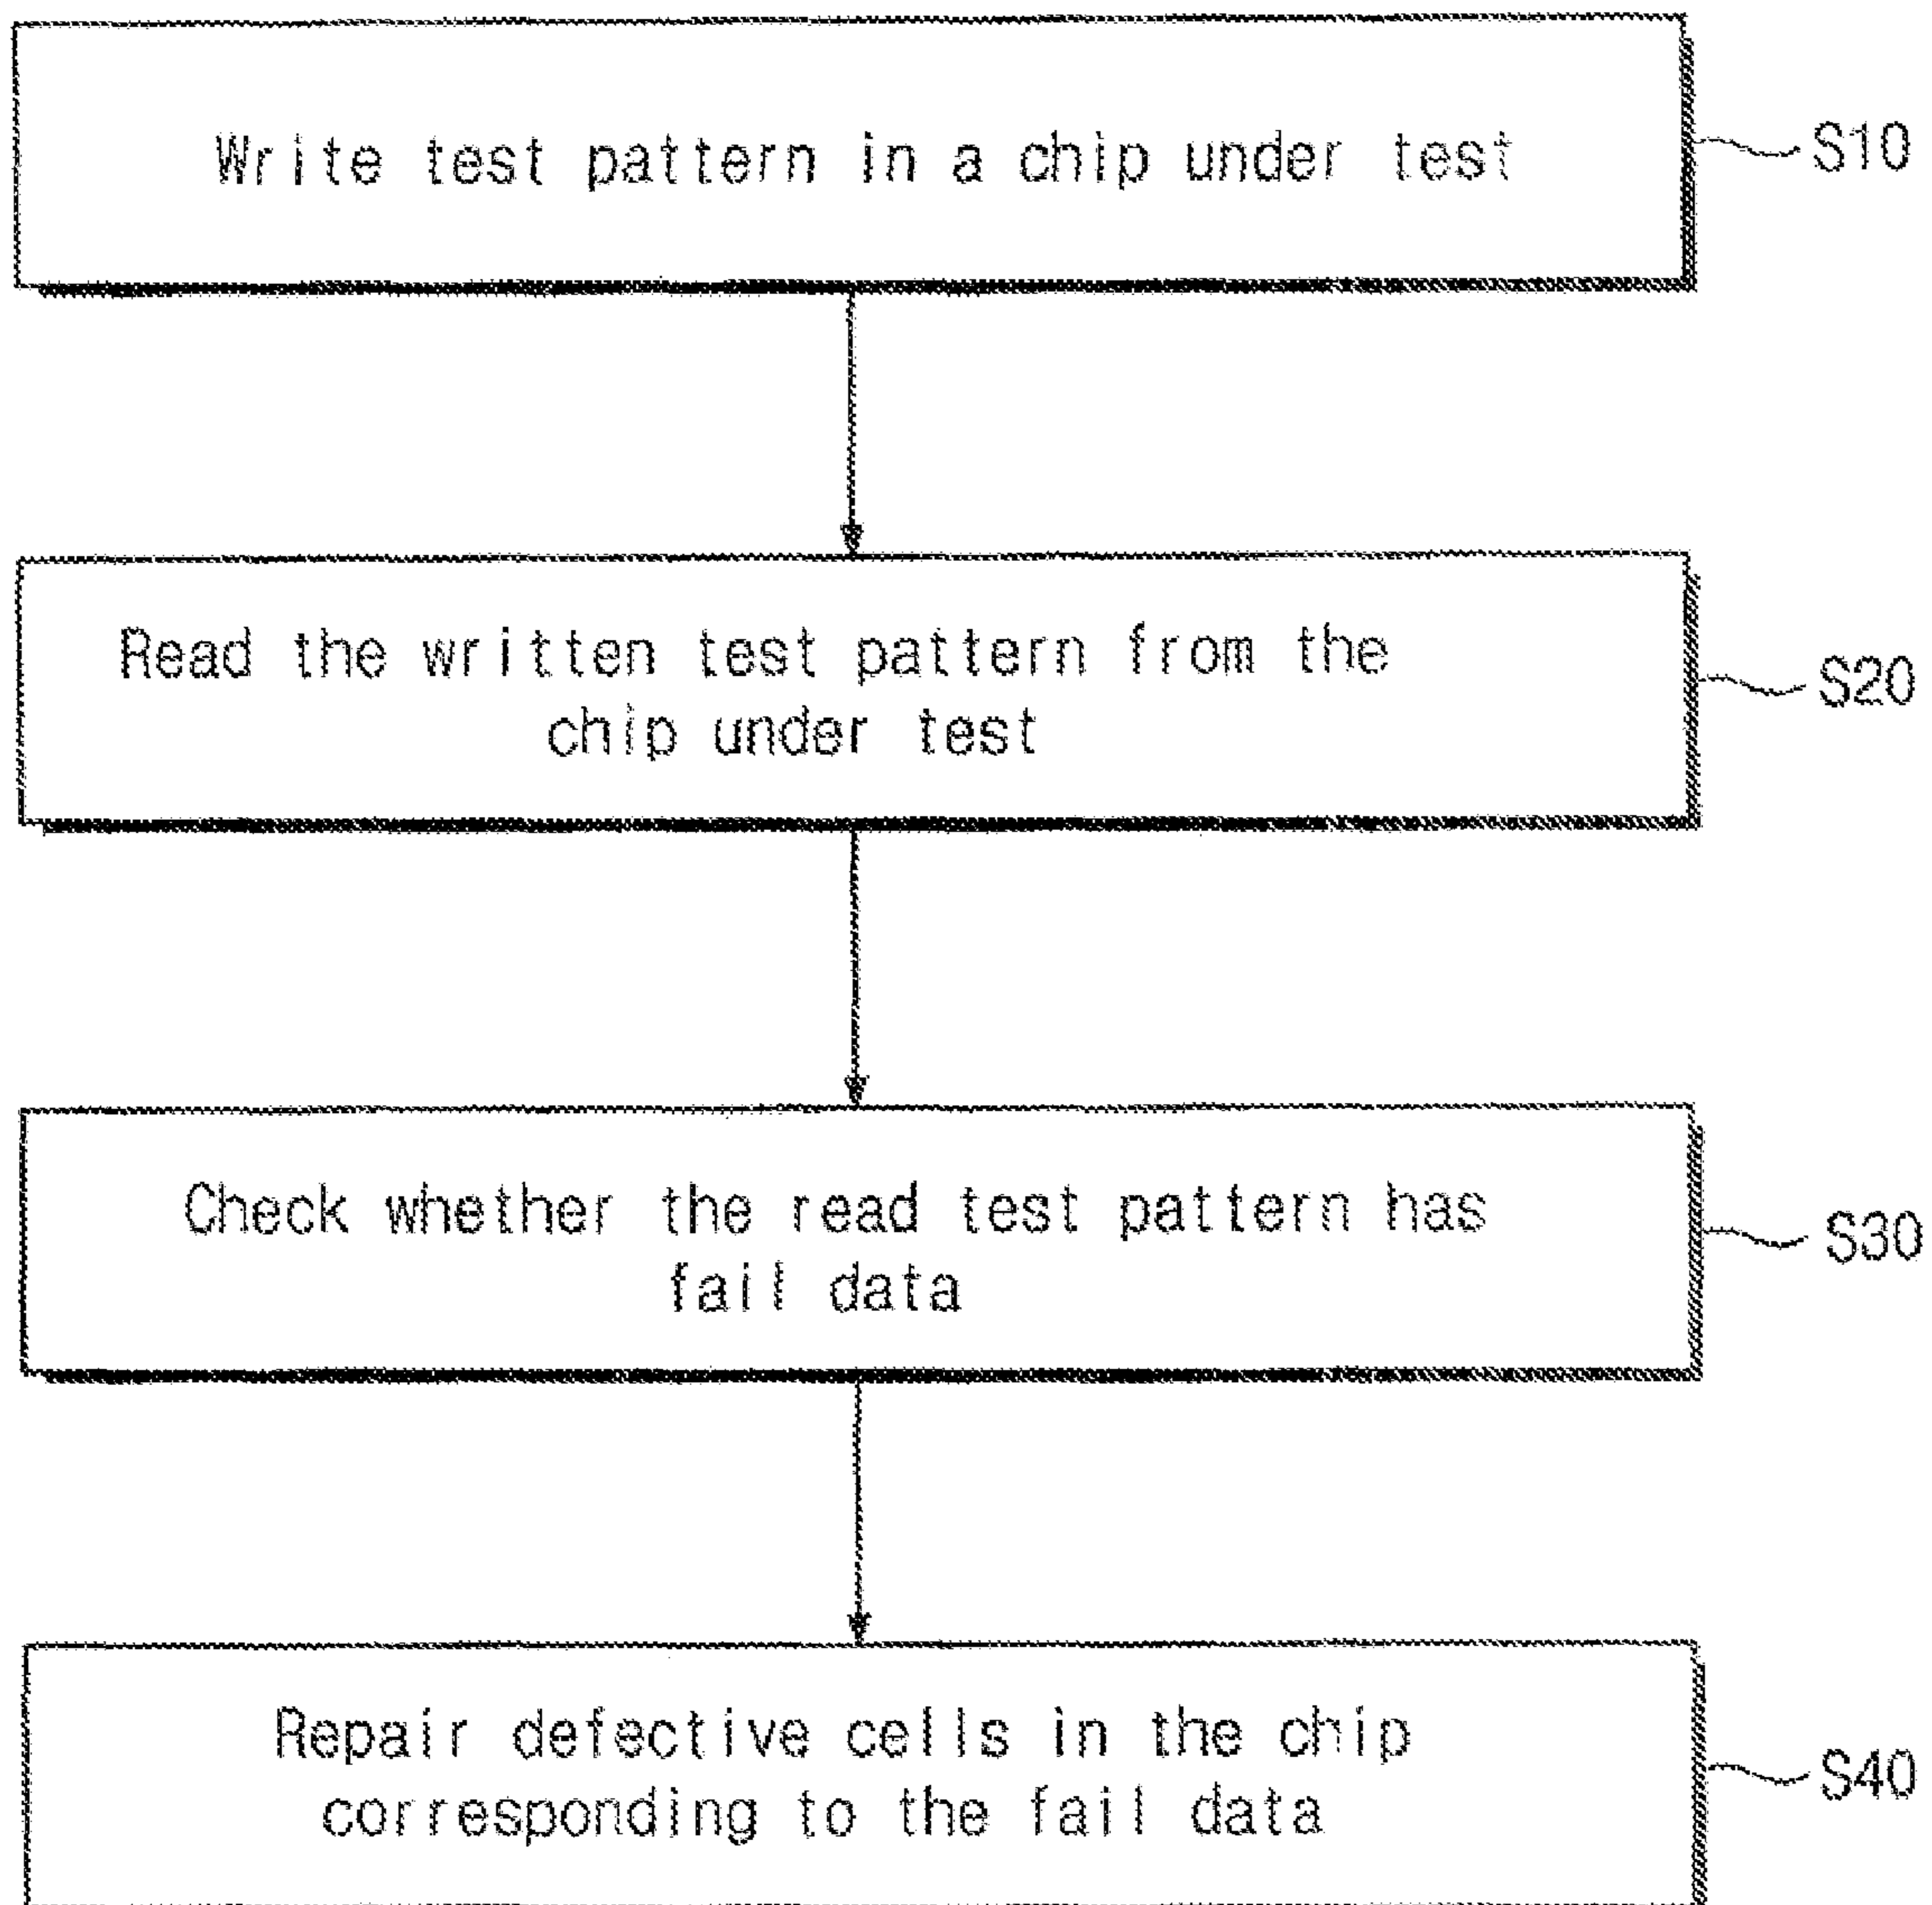 Write test pattern in a chip under test
S10
Read the written test pattern from the
chip under test
S20
Check whether the read test pattern has
fail data
S30
Repair defective cells in the chip
corresponding to the fail data
S40